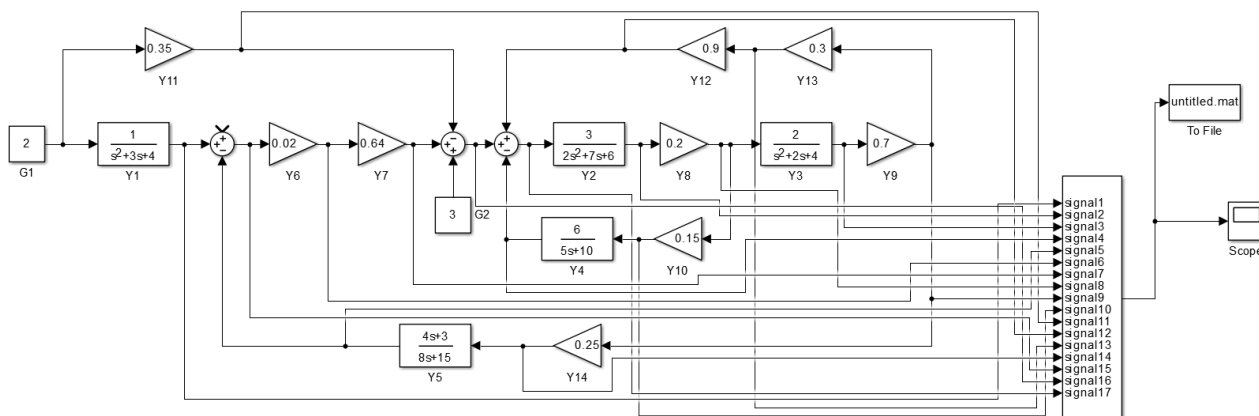 0.35
Y11
0.9
Y12
0.3
Y13
untitled.mat
To File
2
G1
1
s²+3s+4
Y1
0.02
Y6
0.64
Y7
3
2s²+7s+6
Y2
0.2
Y8
2
s²+2s+4
Y3
0.7
Y9
3
G2
6
5s+10
Y4
0.15
Y10
4s+3
8s+15
Y5
0.25
Y14
signal1
signal2
signal3
signal4
signal5
signal6
signal7
signal8
signal9
signal10
signal11
signal12
signal13
signal14
signal15
signal16
signal17
Scope